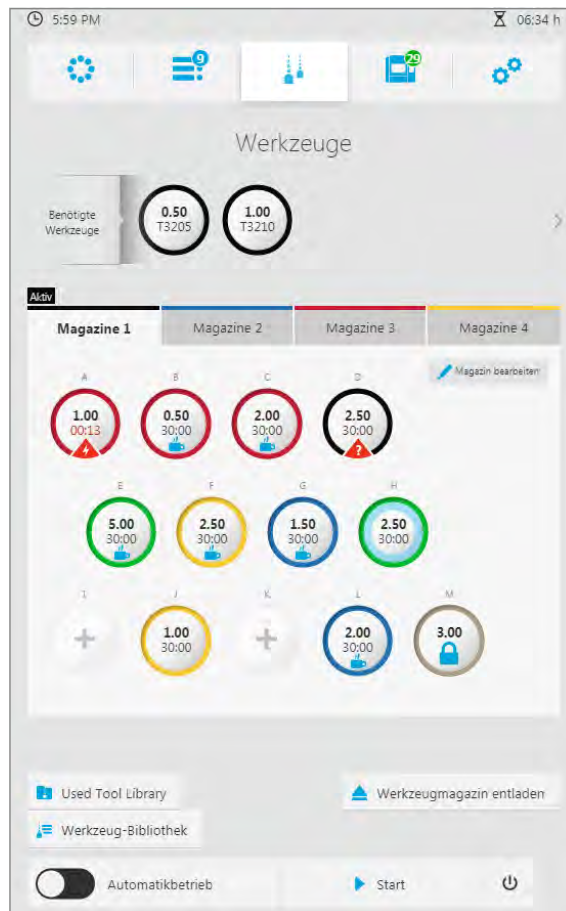 5:59 PM
06:34 h
9
29
Werkzeuge
Benötigte
Werkzeuge
0.50
T3205
1.00
T3210
Aktiv
Magazine 1
Magazine 2
Magazine 3
Magazine 4
Magazin bearbeiten
A
B
C
D
1.00
00:13
0.50
30:00
2.00
30:00
2.50
30:00
?
E
F
G
H
5.00
30:00
2.50
30:00
1.50
30:00
2.50
30:00
I
J
K
L
M
1.00
30:00
2.00
30:00
3.00
Used Tool Library
Werkzeugmagazin entladen
Werkzeug-Bibliothek
Automatikbetrieb
Start